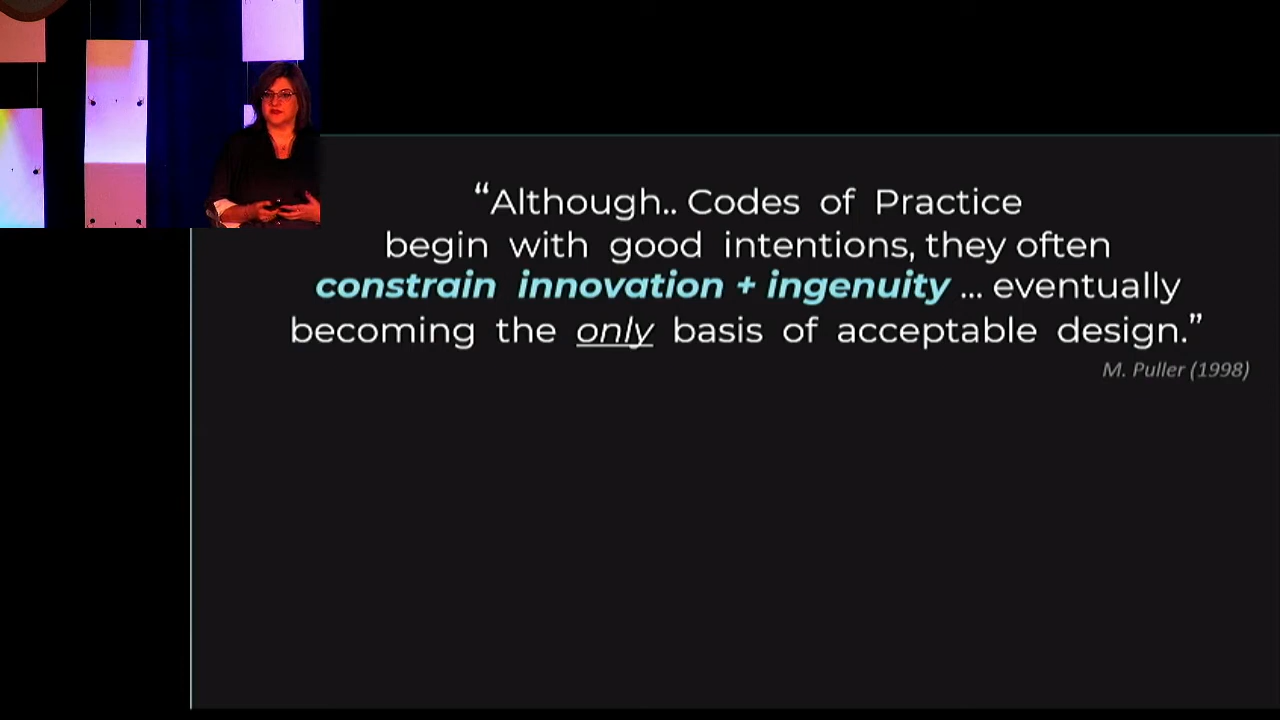 “Although.. Codes of Practice
begin with good intentions, they often
constrain innovation + ingenuity ... eventually
becoming the only basis of acceptable design.”
M. Puller (1998)